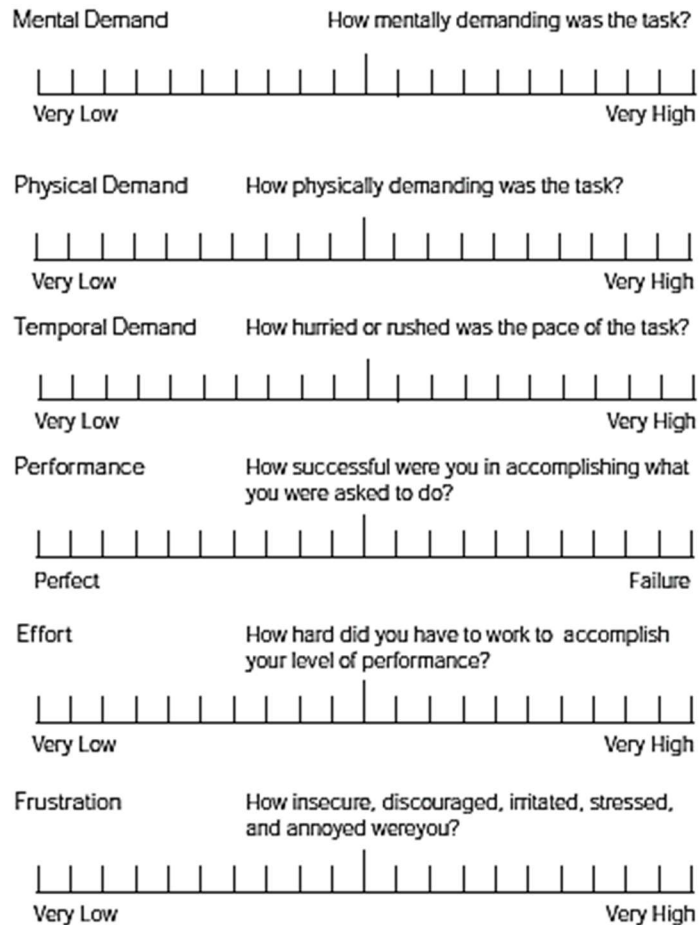 Mental Demand How mentally demanding was the task?
Very Low Very High
Physical Demand How physically demanding was the task?
Very Low Very High
Temporal Demand How hurried or rushed was the pace of the task?
Very Low Very High
Performance How successful were you in accomplishing what
you were asked to do?
Perfect Failure
Effort How hard did you have to work to accomplish
your level of performance?
Very Low Very High
Frustration How insecure, discouraged, irritated, stressed,
and annoyed wereyou?
Very Low Very High